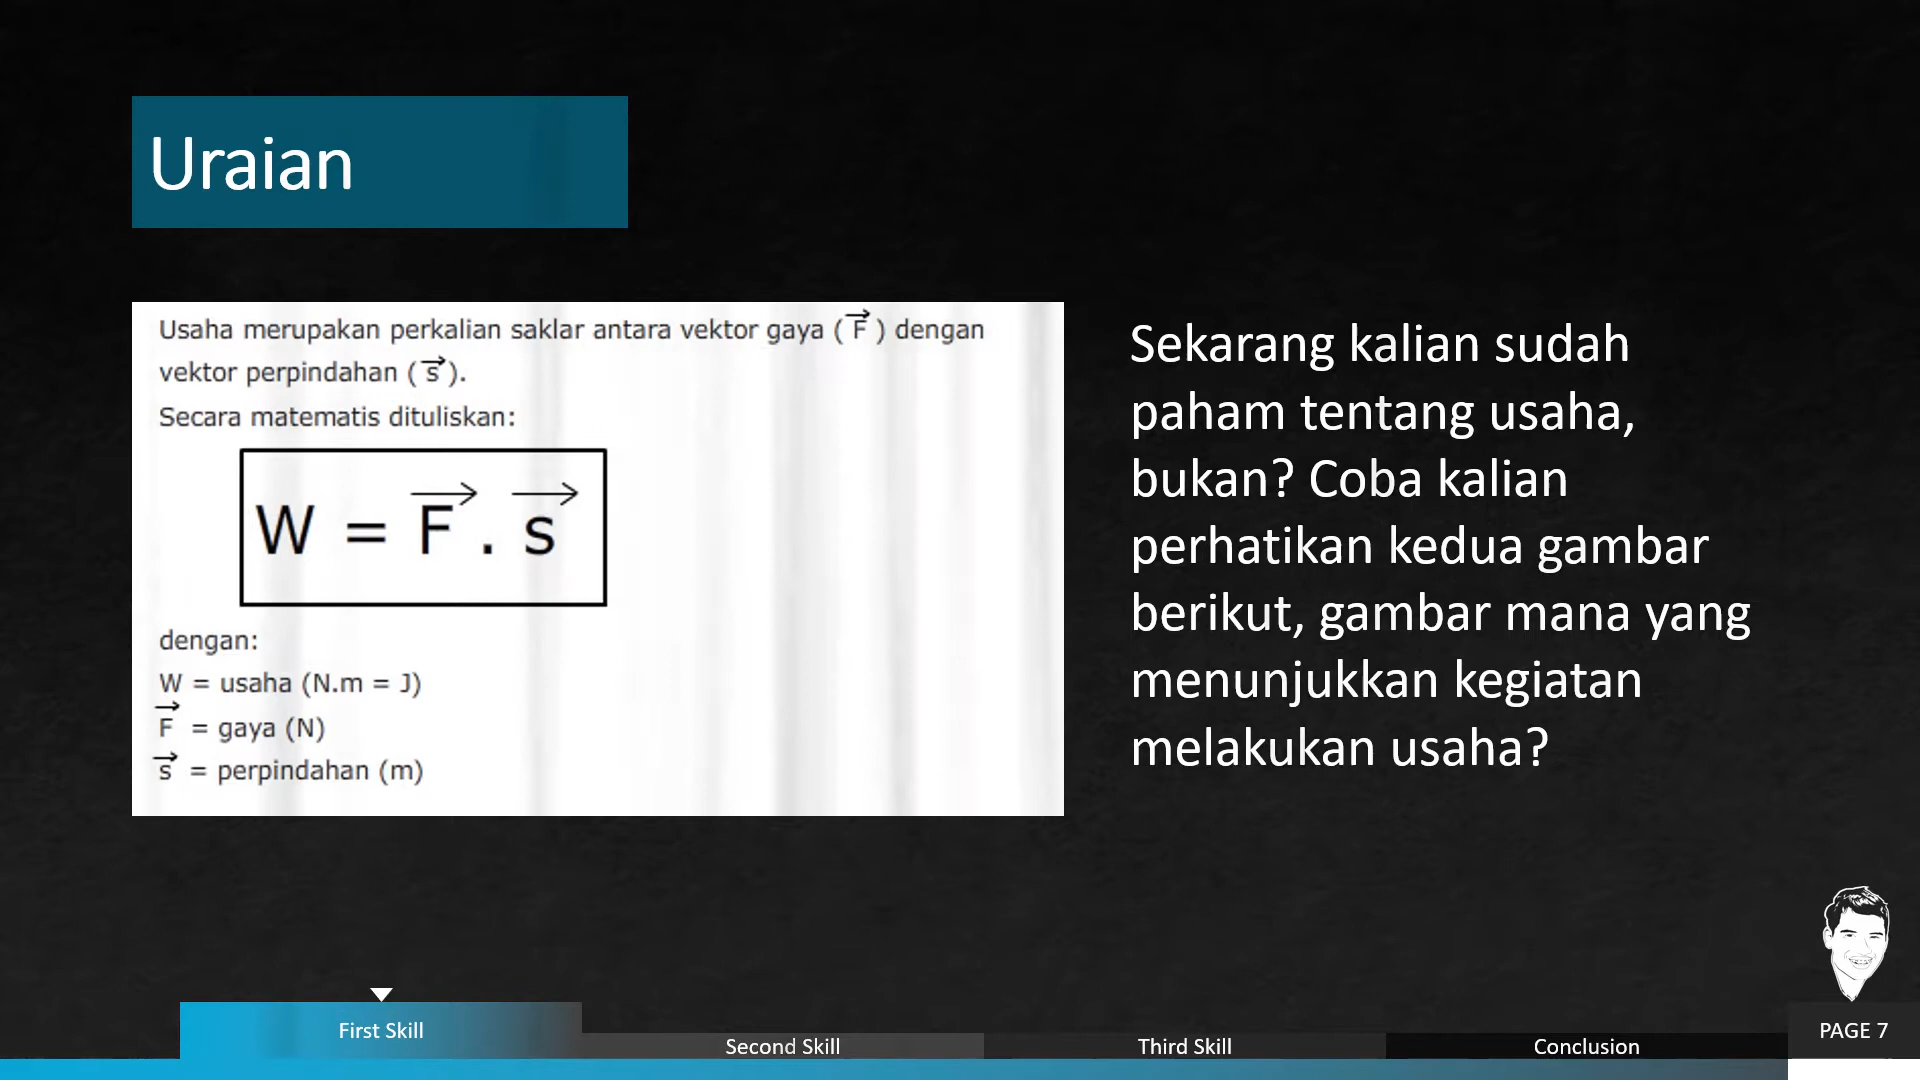 Uraian
Usaha merupakan perkalian saklar antara vektor gaya ( F ) dengan
vektor perpindahan ( s ).
Secara matematis dituliskan:
W = F . s
dengan:
W = usaha (N.m = J)
F = gaya (N)
s = perpindahan (m)
Sekarang kalian sudah
paham tentang usaha,
bukan? Coba kalian
perhatikan kedua gambar
berikut, gambar mana yang
menunjukkan kegiatan
melakukan usaha?
First Skill
Second Skill
Third Skill
Conclusion
PAGE 7